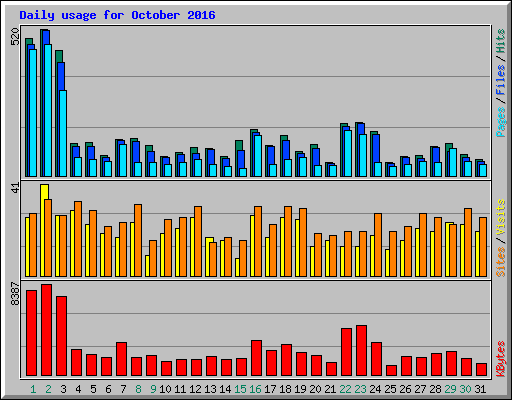 Daily usage for October 2016
520
Pages / Files / Hits
41
Sites / Visits
8387
KBytes
1 2 3 4 5 6 7 8 9 10 11 12 13 14 15 16 17 18 19 20 21 22 23 24 25 26 27 28 29 30 31